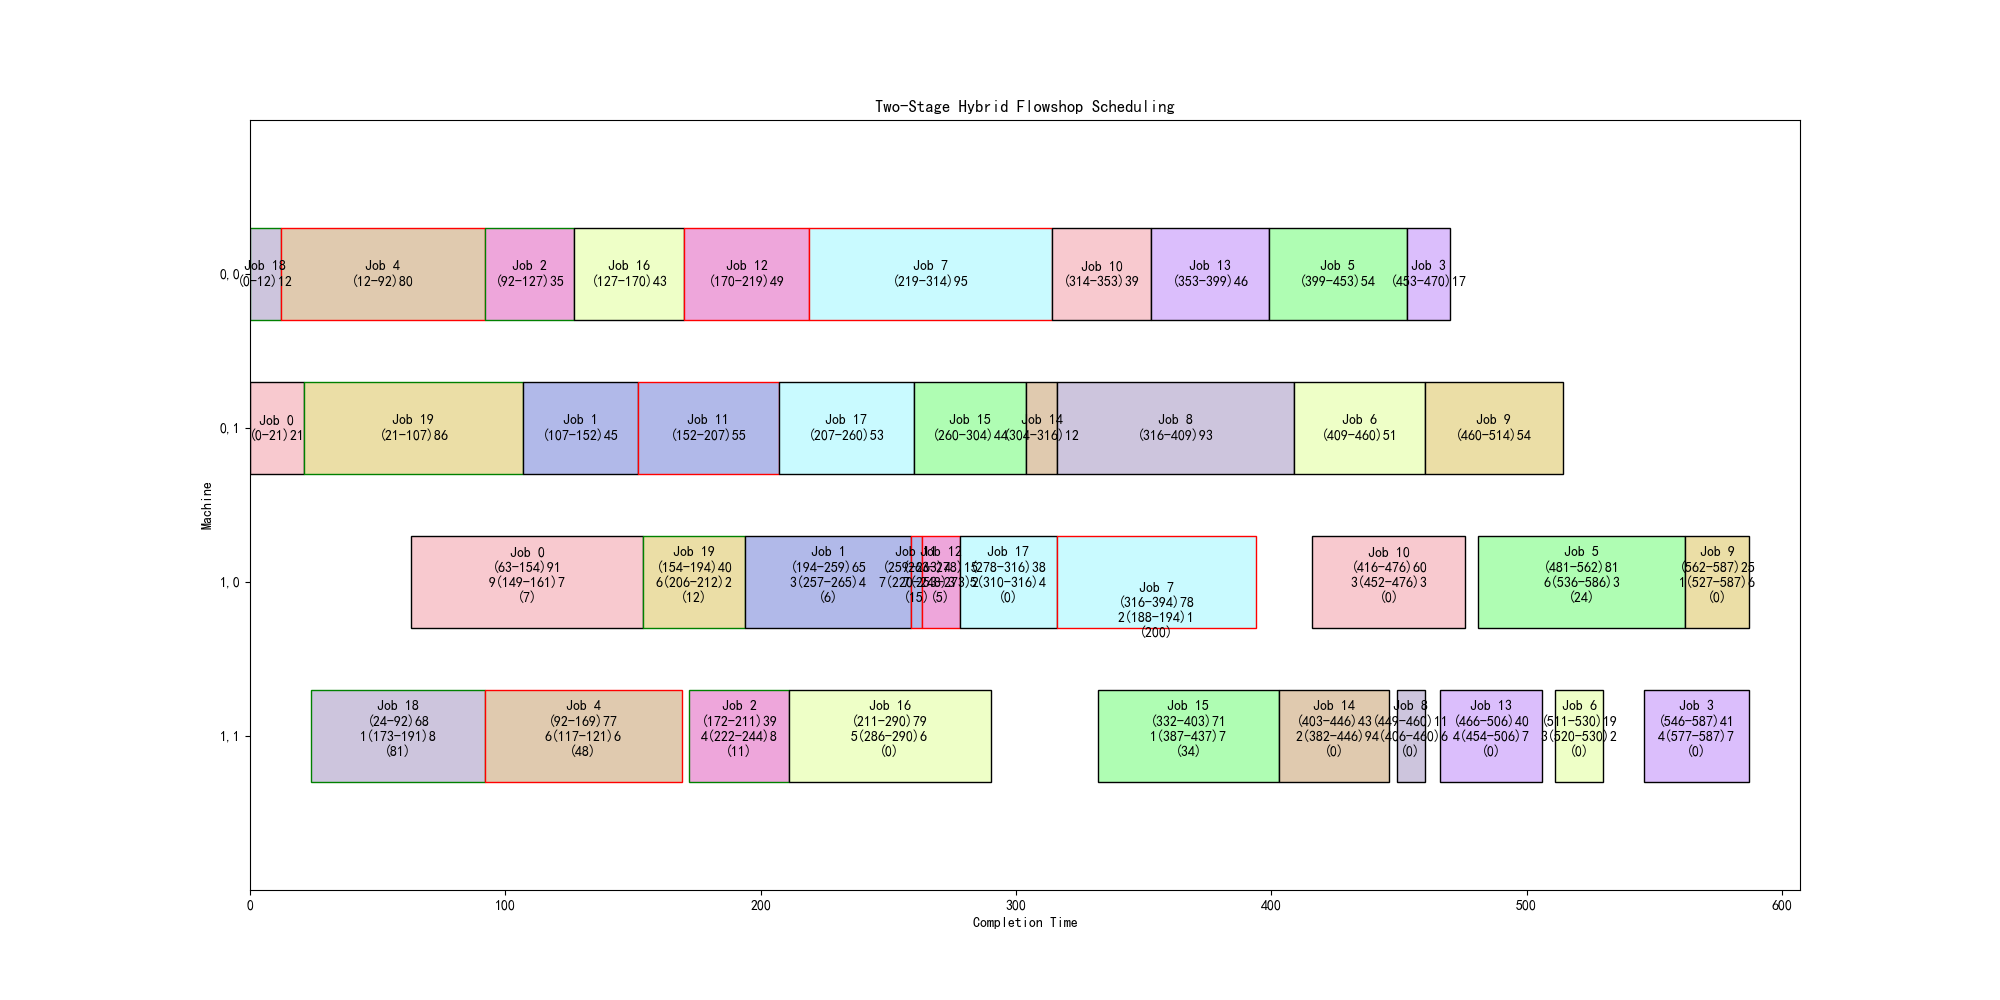 Two-Stage Hybrid Flowshop Scheduling
Machine
0,0
Job 18
(0-12)12
Job 4
(12-92)80
Job 2
(92-127)35
Job 16
(127-170)43
Job 12
(170-219)49
Job 7
(219-314)95
Job 10
(314-353)39
Job 13
(353-399)46
Job 5
(399-453)54
Job 3
(453-470)17
0,1
Job 0
(0-21)21
Job 19
(21-107)86
Job 1
(107-152)45
Job 11
(152-207)55
Job 17
(207-260)53
Job 15
(260-304)44
Job 14
(304-316)12
Job 8
(316-409)93
Job 6
(409-460)51
Job 9
(460-514)54
1,0
Job 0
(63-154)91
9(149-161)7
(7)
Job 19
(154-194)40
6(206-212)2
(12)
Job 1
(194-259)65
3(257-265)4
(6)
Job 11
(15)
Job 12
(263-278)15
(5)
Job 17
(278-316)38
2(310-316)4
(0)
Job 7
(316-394)78
2(188-194)1
(200)
Job 10
(416-476)60
3(452-476)3
(0)
Job 5
(481-562)81
6(536-586)3
(24)
Job 9
(562-587)25
1(527-587)6
(0)
1,1
Job 18
(24-92)68
1(173-191)8
(81)
Job 4
(92-169)77
6(117-121)6
(48)
Job 2
(172-211)39
4(222-244)8
(11)
Job 16
(211-290)79
5(286-290)6
(0)
Job 15
(332-403)71
1(387-437)7
(34)
Job 14
(403-446)43
2(382-446)9
(0)
Job 8
(449-460)11
4(406-460)6
(0)
Job 13
(466-506)40
4(454-506)7
(0)
Job 6
(511-530)19
3(520-530)2
(0)
Job 3
(546-587)41
4(577-587)7
(0)
0 100 200 300 400 500 600
Completion Time